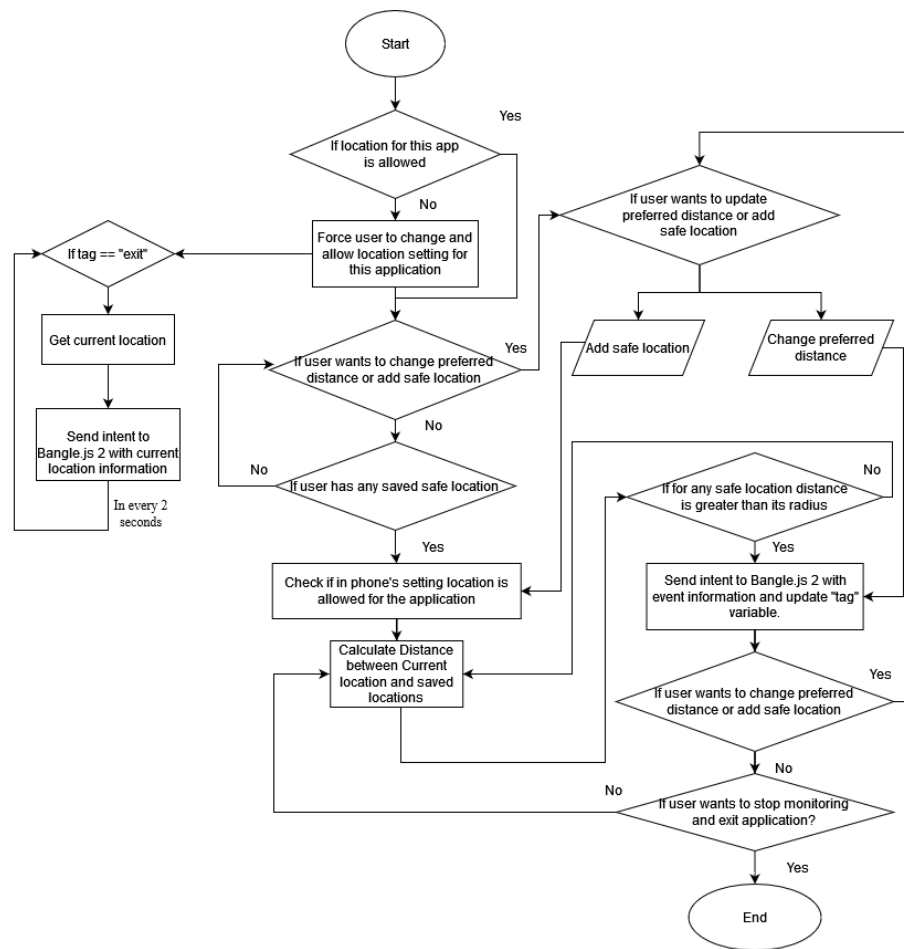 Start
Yes
If location for this app
is allowed
No
Force user to change and
allow location setting for
this application
If tag == "exit"
Get current location
Send intent to
Bangle.js 2 with current
location information
In every 2
seconds
If user wants to change preferred
distance or add safe location
Yes
No
If user has any saved safe location
No
Yes
Check if in phone's setting location is
allowed for the application
Calculate Distance
between Current
location and saved
locations
If user wants to update
preferred distance or add
safe location
Add safe location
Change preferred
distance
If for any safe location distance
is greater than its radius
No
Yes
Send intent to Bangle.js 2 with
event information and update "tag"
variable.
If user wants to change preferred
distance or add safe location
Yes
No
If user wants to stop monitoring
and exit application?
No
Yes
End